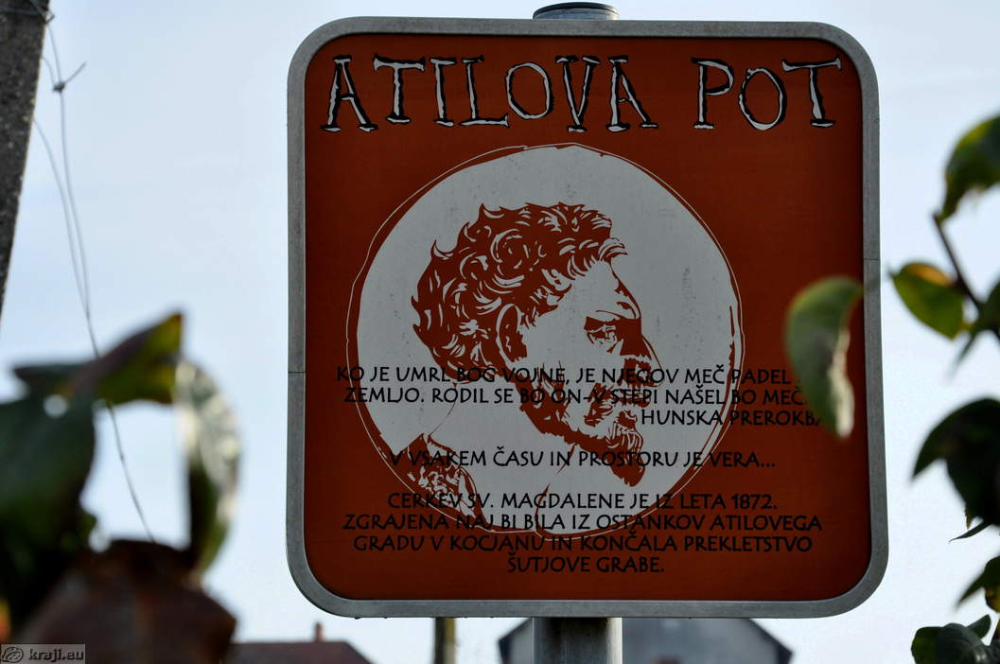 ATILOVA POT
KO JE UMRL BOG VOJNE, JE NJEGOV MEČ PADEL
ZEMLJO. RODIL SE BO ON - V STEPI NAŠEL BO MEČ.
HUNSKA PREROKBA
V VSAKEM ČASU IN PROSTORU JE VERA...
CERKEV SV. MAGDALENE JE IZ LETA 1872.
ZGRAJENA NAJ BI BILA IZ OSTANKOV ATILOVEGA
GRADU V KOCJANU IN KONČALA PREKLETSTVO
ŠUTJOVE GRABE.
kraji.eu